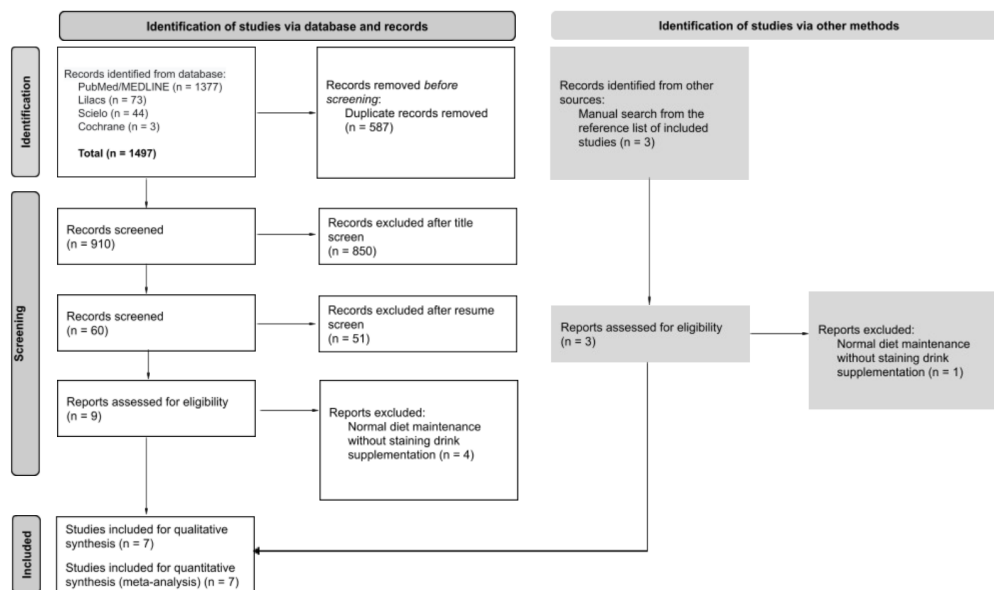 Identification of studies via database and records
Identification of studies via other methods
Identification
Records identified from database:
PubMed/MEDLINE (n = 1377)
Lilacs (n = 73)
Scielo (n = 44)
Cochrane (n = 3)
Total (n = 1497)
Records removed before
screening:
Duplicate records removed
(n = 587)
Records identified from other
sources:
Manual search from the
reference list of included
studies (n = 3)
Screening
Records screened
(n = 910)
Records excluded after title
screen
(n = 850)
Records screened
(n = 60)
Records excluded after resume
screen
(n = 51)
Reports assessed for eligibility
(n = 3)
Reports excluded:
Normal diet maintenance
without staining drink
supplementation (n = 1)
Reports assessed for eligibility
(n = 9)
Reports excluded:
Normal diet maintenance
without staining drink
supplementation (n = 4)
Included
Studies included for qualitative
synthesis (n = 7)
Studies included for quantitative
synthesis (meta-analysis) (n = 7)